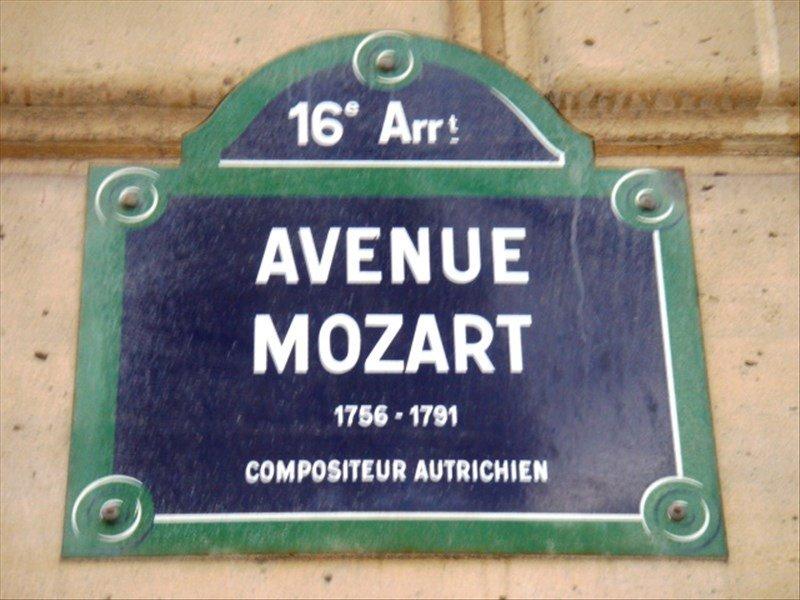 16e Arrt
AVENUE
MOZART
1756 - 1791
COMPOSITEUR AUTRICHIEN